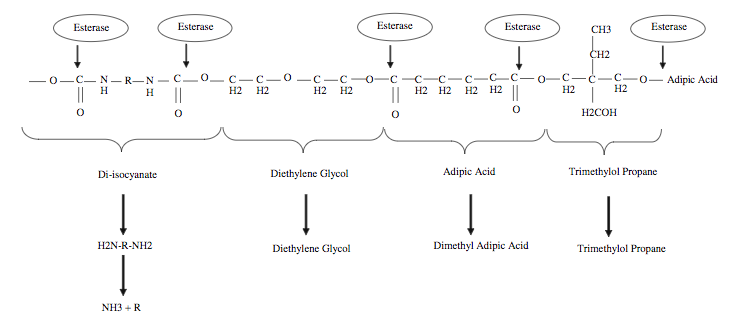 Esterase Esterase Esterase Esterase CH3 Esterase
CH2
O C N R N C O C C O C C O C C C C C C O C C C O Adipic Acid
H H H2 H2 H2 H2 H2 H2 H2 H2 H2 H2
O O O O H2COH
Di-isocyanate Diethylene Glycol Adipic Acid Trimethylol Propane
H2N-R-NH2 Diethylene Glycol Dimethyl Adipic Acid Trimethylol Propane
NH3 + R